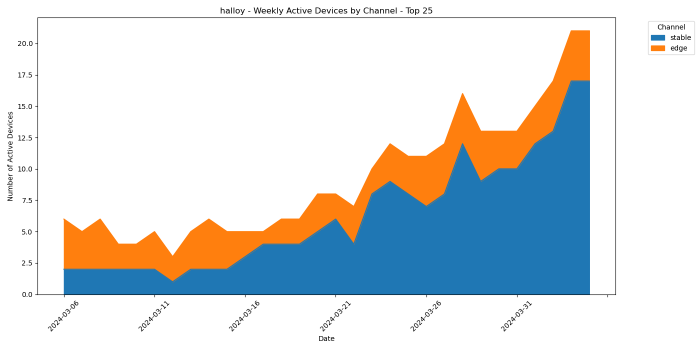 halloy - Weekly Active Devices by Channel - Top 25
Channel
stable
edge
Number of Active Devices
20.0
17.5
15.0
12.5
10.0
7.5
5.0
2.5
0.0
2024-03-06
2024-03-11
2024-03-16
2024-03-21
2024-03-26
2024-03-31
Date